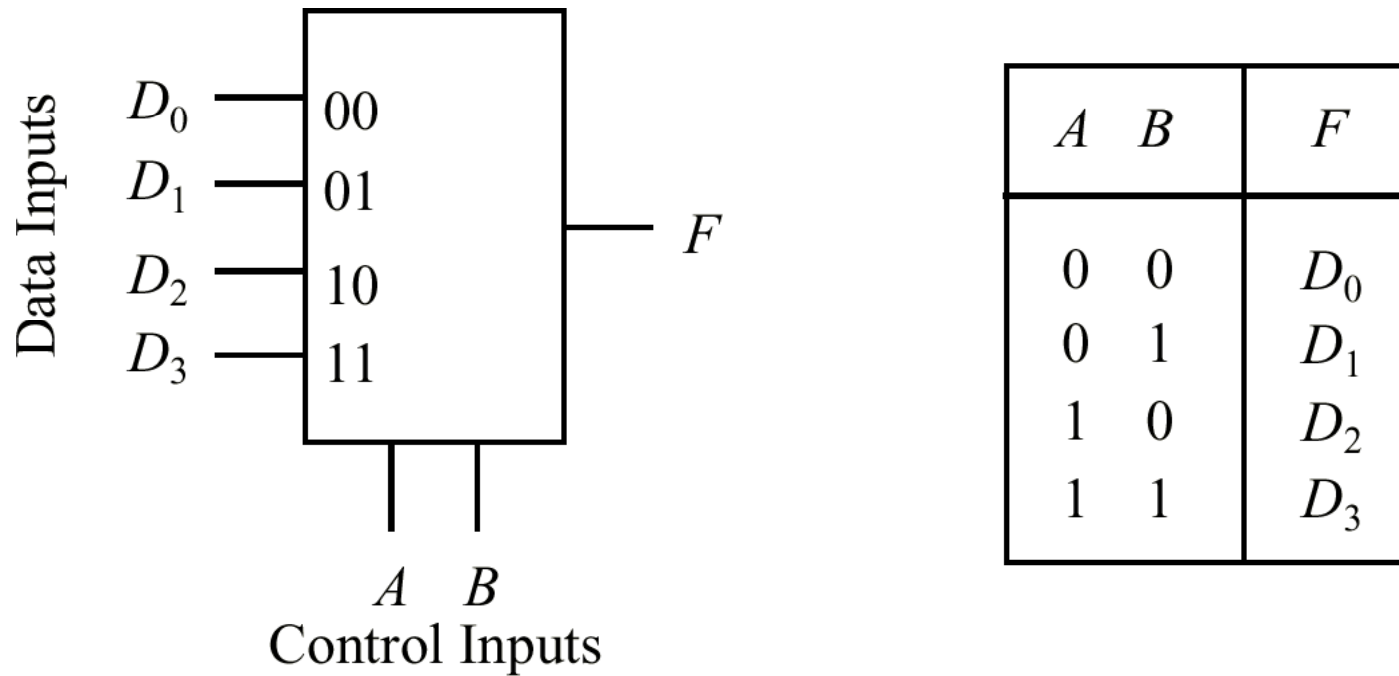 Data Inputs
D0 00
D1 01
D2 10
D3 11
F
A B
Control Inputs
A B F
0 0 D0
0 1 D1
1 0 D2
1 1 D3